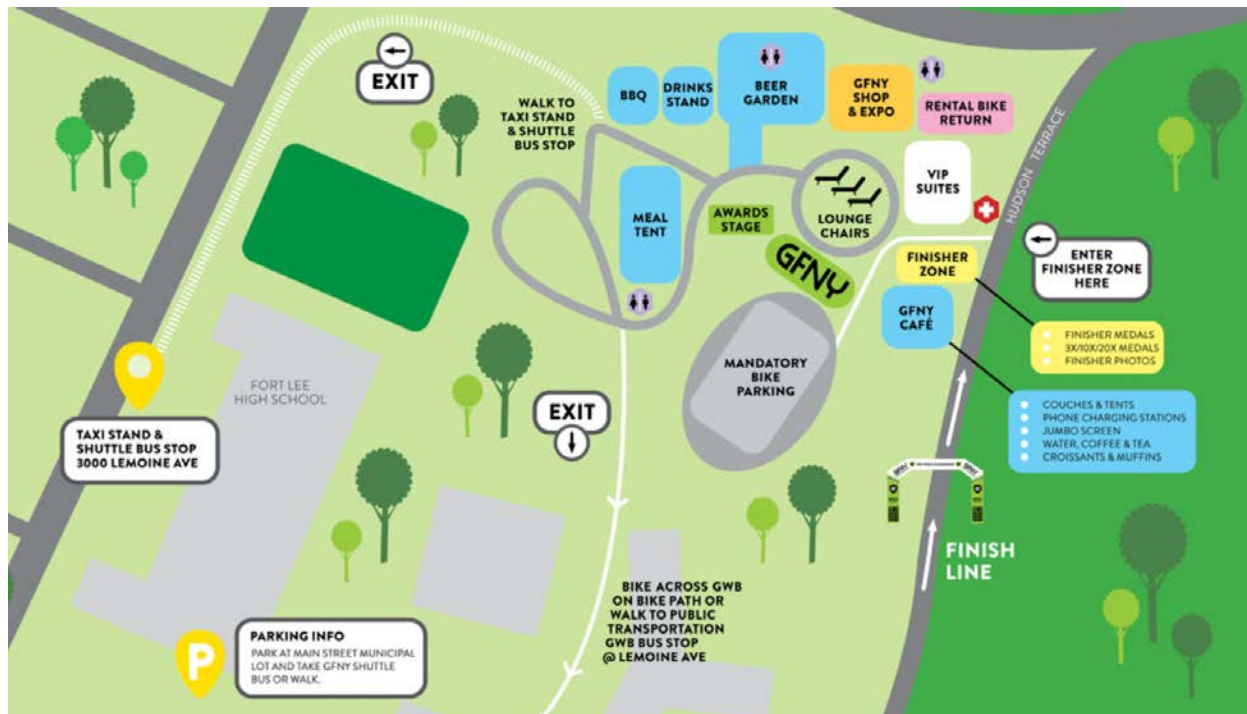 EXIT
WALK TO
TAXI STAND
& SHUTTLE
BUS STOP
BBQ
DRINKS
STAND
BEER
GARDEN
GFNY
SHOP
& EXPO
RENTAL BIKE
RETURN
HUDSON TERRACE
VIP
SUITES
MEAL
TENT
AWARDS
STAGE
LOUNGE
CHAIRS
GFNY
FINISHER
ZONE
ENTER
FINISHER ZONE
HERE
GFNY
CAFÉ
FINISHER MEDALS
3X/10X/20X MEDALS
FINISHER PHOTOS
MANDATORY
BIKE
PARKING
FORT LEE
HIGH SCHOOL
EXIT
COUCHES & TENTS
PHONE CHARGING STATIONS
JUMBO SCREEN
WATER, COFFEE & TEA
CROISSANTS & MUFFINS
TAXI STAND &
SHUTTLE BUS STOP
3000 LEMOINE AVE
GFNY
GFNY
FINISH
LINE
BIKE ACROSS GWB
ON BIKE PATH OR
WALK TO PUBLIC
TRANSPORTATION
GWB BUS STOP
@ LEMOINE AVE
P
PARKING INFO
PARK AT MAIN STREET MUNICIPAL
LOT AND TAKE GFNY SHUTTLE
BUS OR WALK.